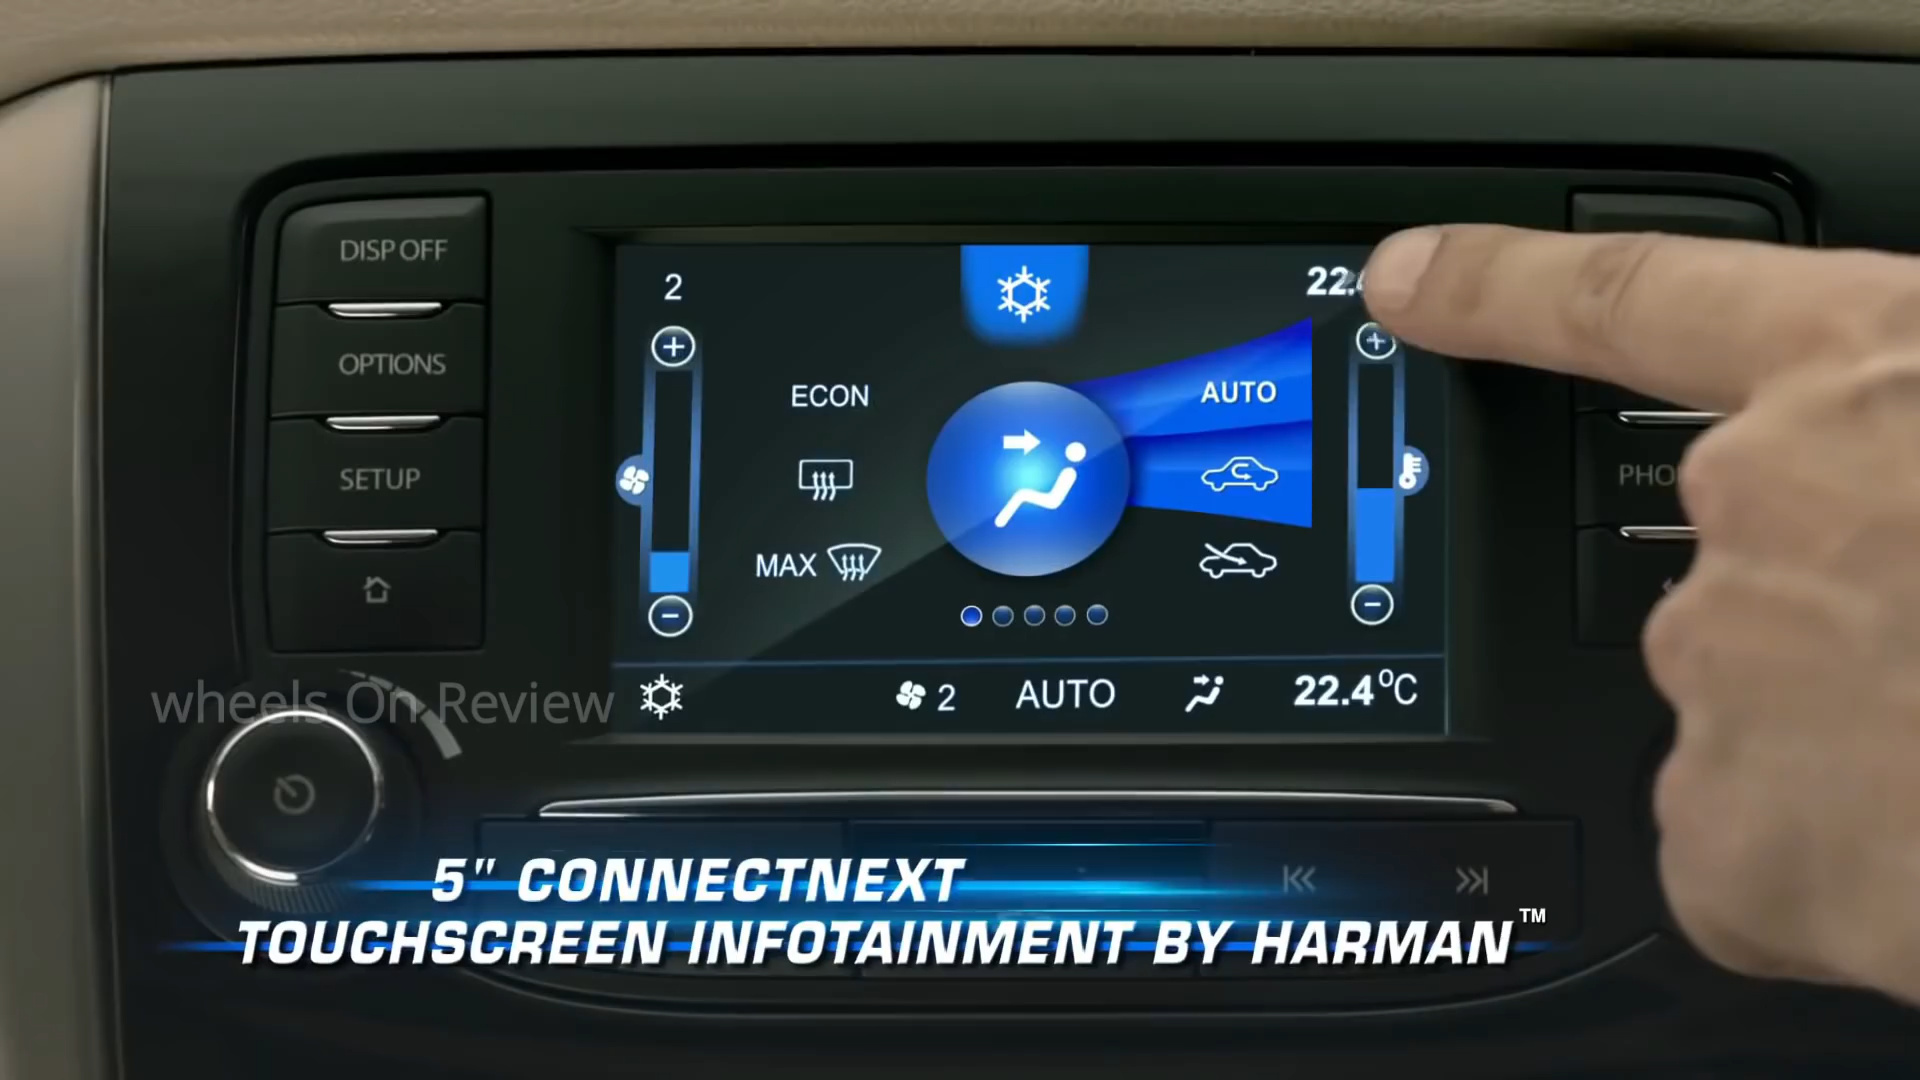 DISP OFF
OPTIONS
SETUP
2
22.
ECON
AUTO
MAX
2 AUTO 22.4°C
wheels On Review
5" CONNECTNEXT
TOUCHSCREEN INFOTAINMENT BY HARMAN™